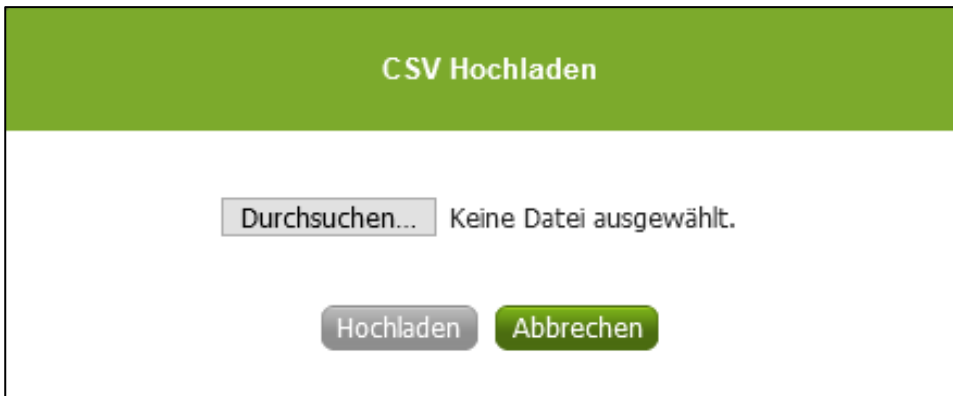 CSV Hochladen
Durchsuchen... Keine Datei ausgewählt.
Hochladen Abbrechen